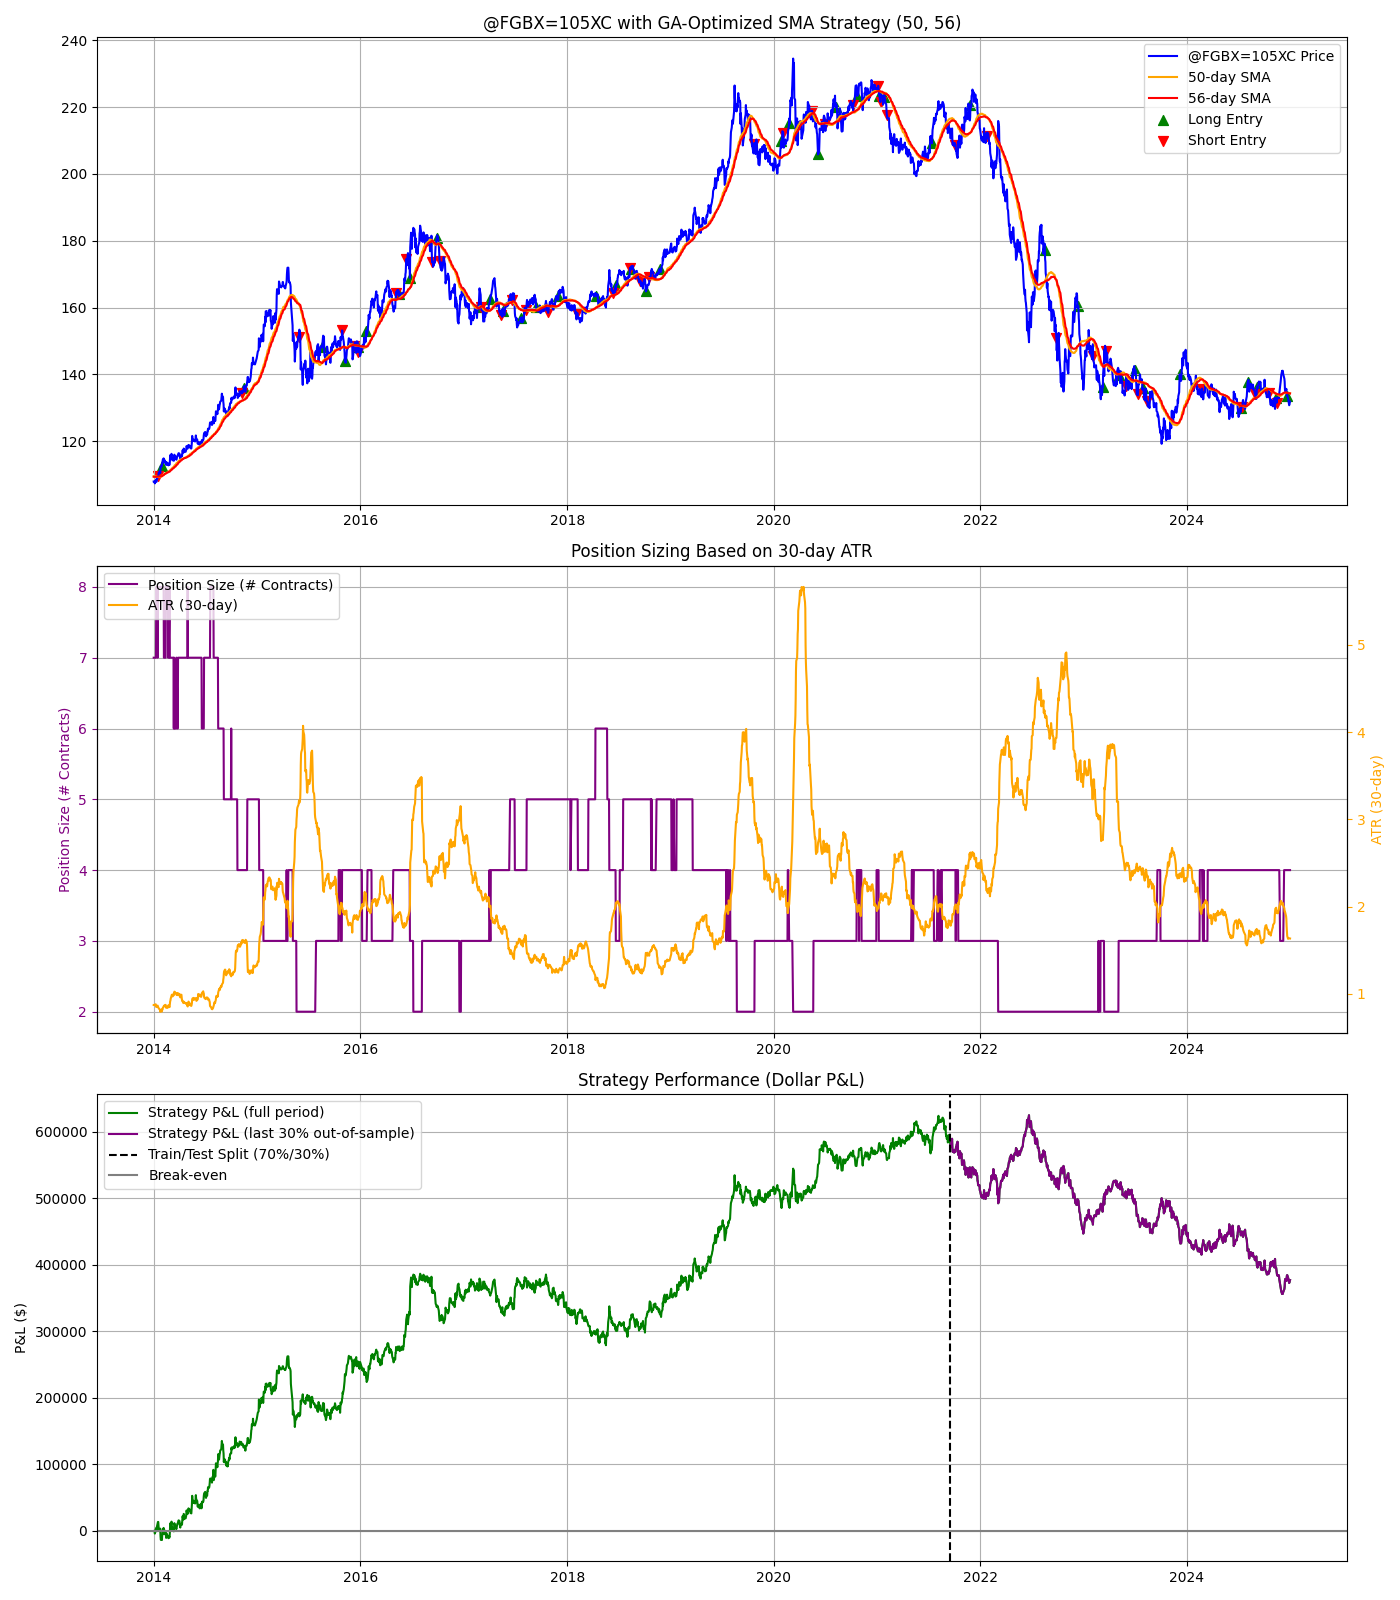 @FGBX=105XC with GA-Optimized SMA Strategy (50, 56)
@FGBX=105XC Price
50-day SMA
56-day SMA
Long Entry
Short Entry
240
220
200
180
160
140
120
2014
2016
2018
2020
2022
2024
Position Sizing Based on 30-day ATR
Position Size (# Contracts)
ATR (30-day)
Position Size (# Contracts)
8
7
6
5
4
3
2
5
4
3
2
1
ATR (30-day)
2014
2016
2018
2020
2022
2024
Strategy Performance (Dollar P&L)
Strategy P&L (full period)
Strategy P&L (last 30% out-of-sample)
Train/Test Split (70%/30%)
Break-even
P&L ($)
600000
500000
400000
300000
200000
100000
0
2014
2016
2018
2020
2022
2024